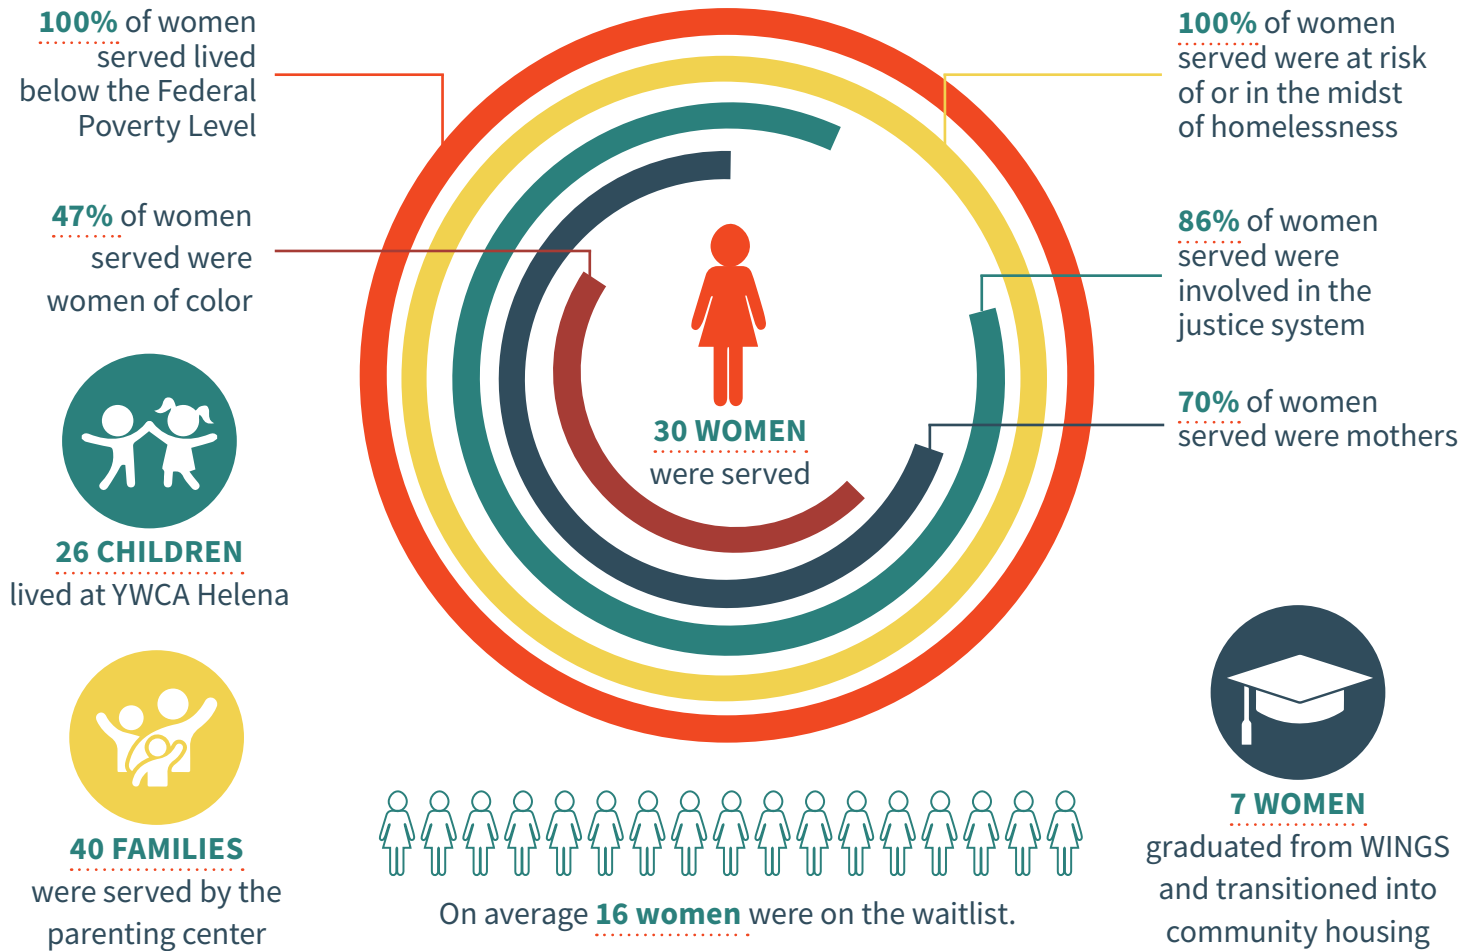 100% of women
served lived
below the Federal
Poverty Level
47% of women
served were
women of color
26 CHILDREN
lived at YWCA Helena
40 FAMILIES
were served by the
parenting center
30 WOMEN
were served
On average 16 women were on the waitlist.
100% of women
served were at risk
of or in the midst
of homelessness
86% of women
served were
involved in the
justice system
70% of women
served were mothers
7 WOMEN
graduated from WINGS
and transitioned into
community housing